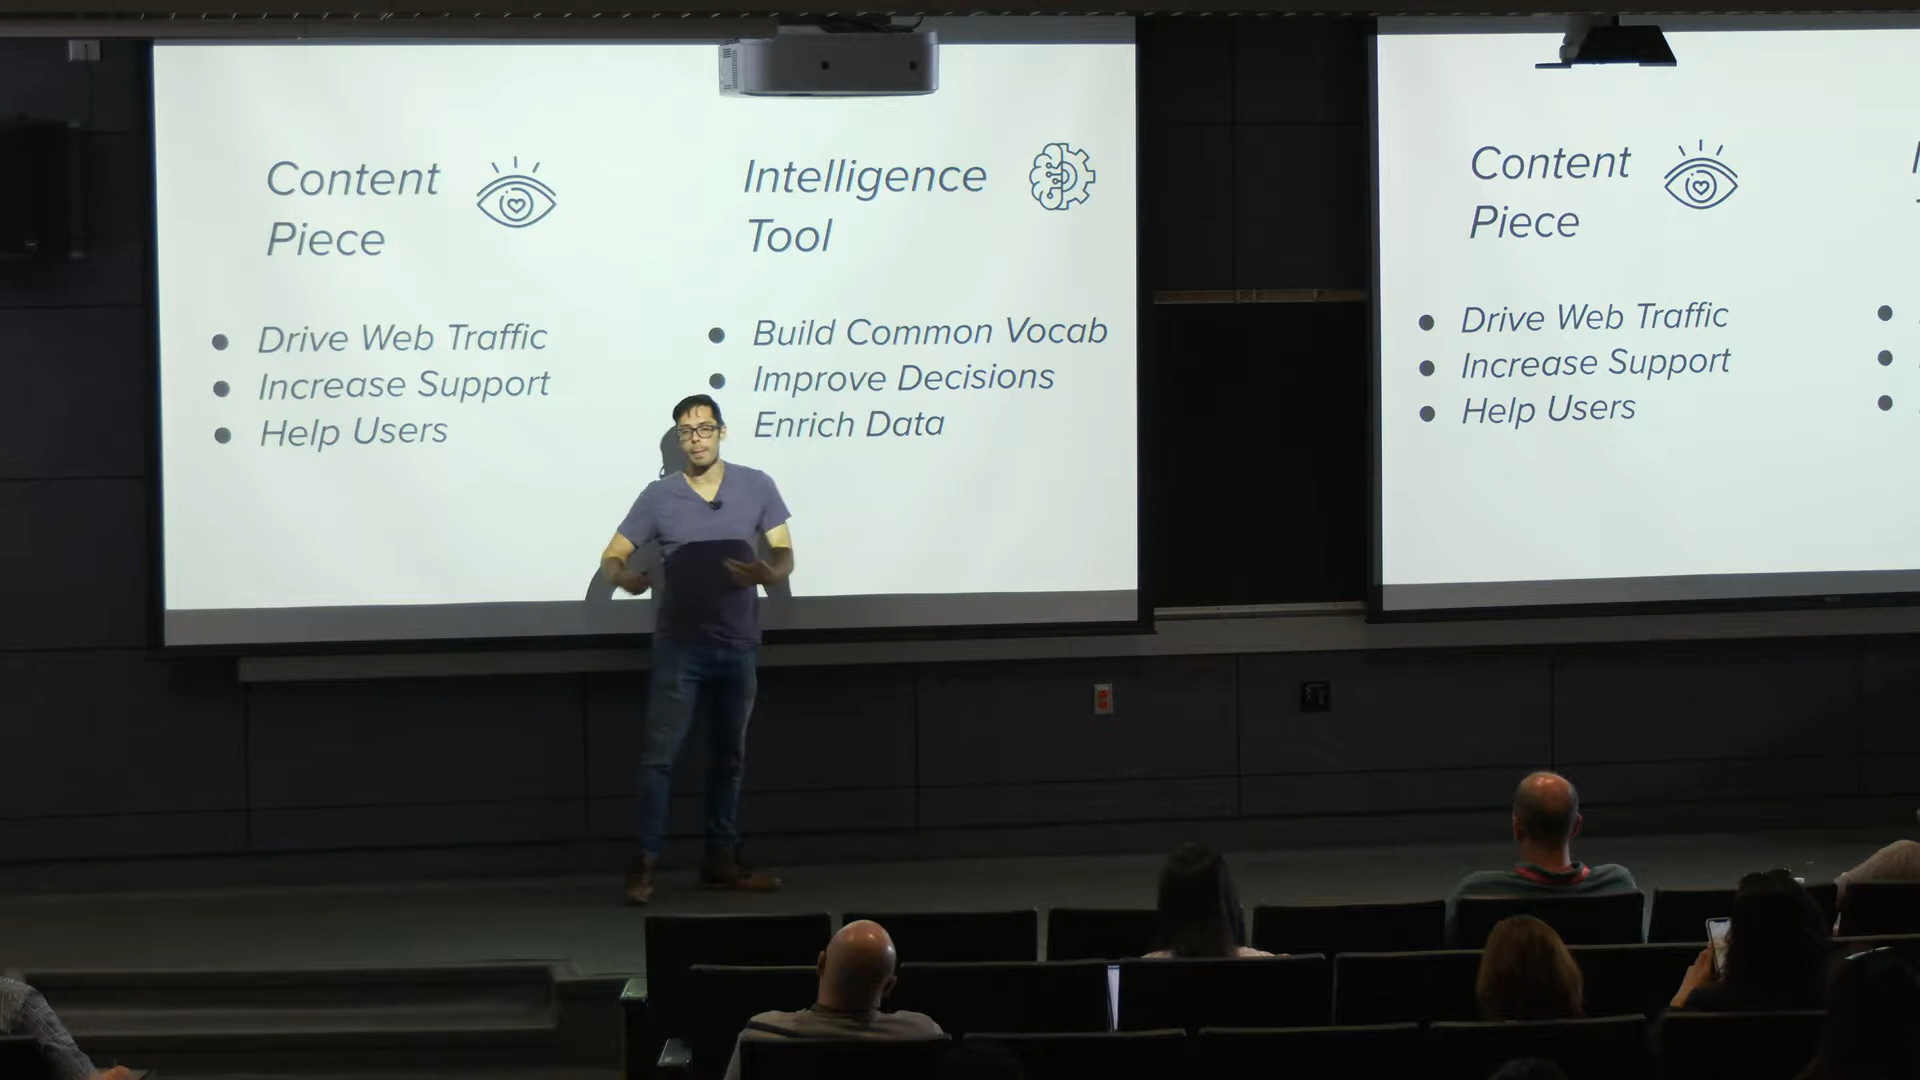 Content
Piece
Intelligence
Tool
Drive Web Traffic
Increase Support
Help Users
Build Common Vocab
Improve Decisions
Enrich Data
Content
Piece
Drive Web Traffic
Increase Support
Help Users